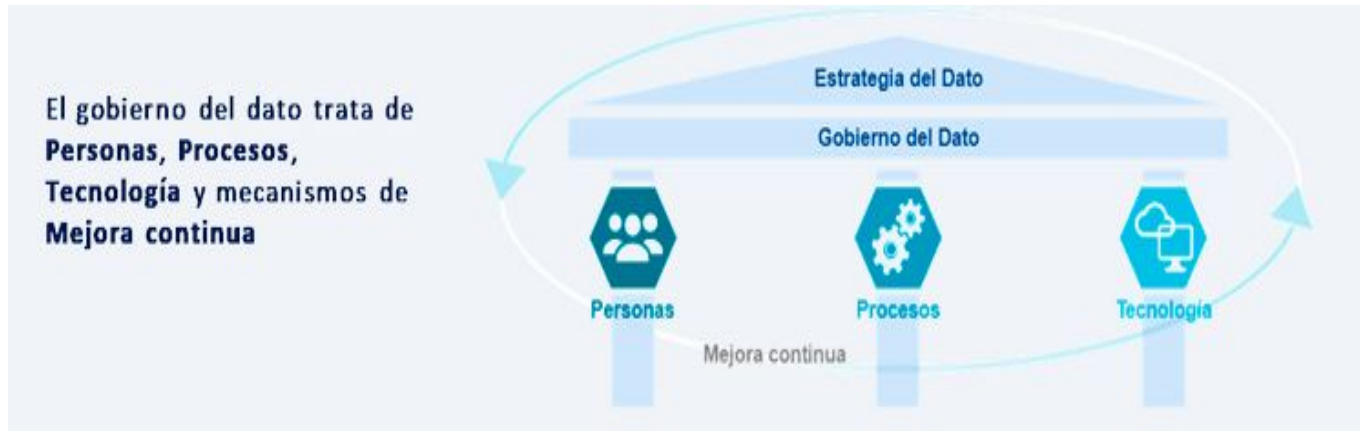 El gobierno del dato trata de
Personas, Procesos,
Tecnología y mecanismos de
Mejora continua
Estrategia del Dato
Gobierno del Dato
Personas
Procesos
Tecnología
Mejora continua